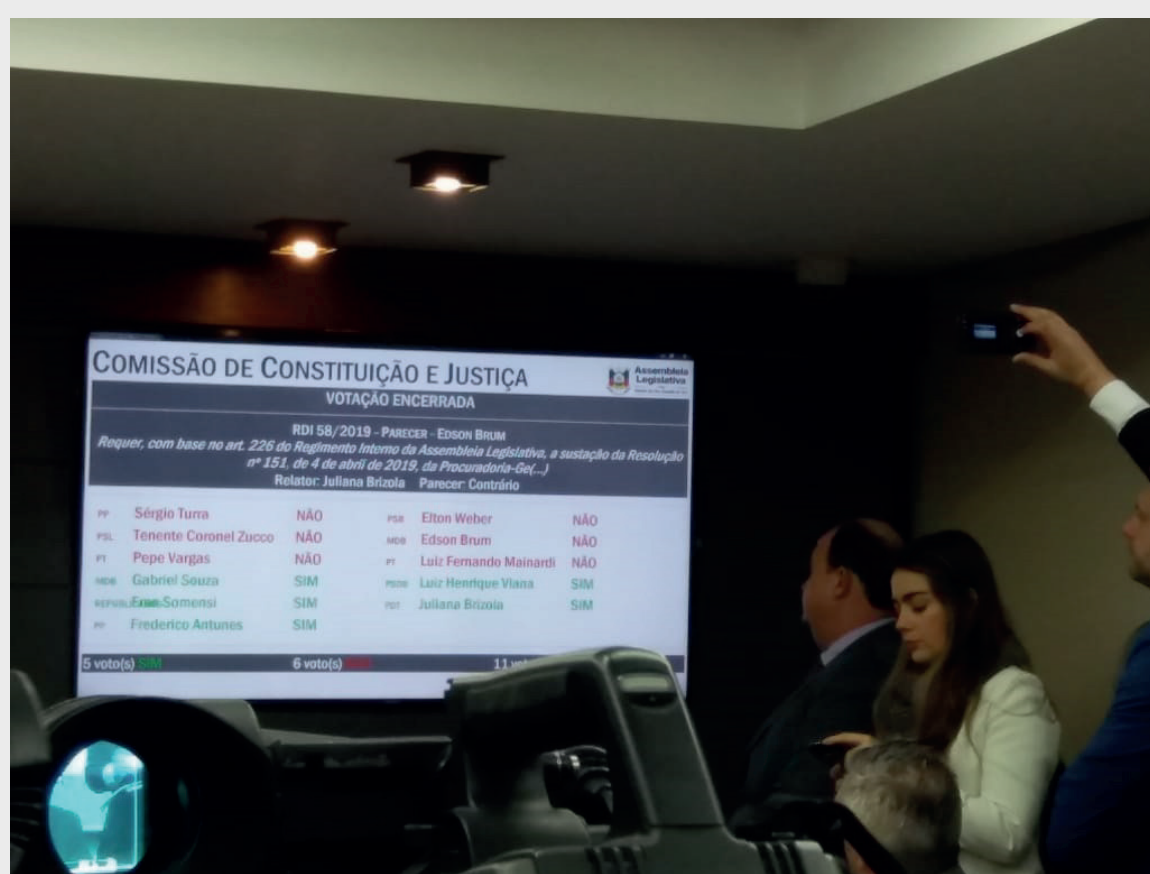 COMISSÃO DE CONSTITUIÇÃO E JUSTIÇA
Assembleia
Legislativa
VOTAÇÃO ENCERRADA
RDI 58/2019 - PARECER - EDSON BRUM
Requer, com base no art. 226 do Regimento Interno da Assembleia Legislativa, a sustação da Resolução
nº 151, de 4 de abril de 2019, da Procuradoria-Ge(...)
Relator: Juliana Brizola Parecer: Contrário
PP Sérgio Turra NÃO PSB Elton Weber NÃO
PSL Tenente Coronel Zucco NÃO MDB Edson Brum NÃO
PT Pepe Vargas NÃO PT Luiz Fernando Mainardi NÃO
MDB Gabriel Souza SIM PSDB Luiz Henrique Viana SIM
Fran Somensi SIM PDT Juliana Brizola SIM
PP Frederico Antunes SIM
5 voto(s) SIM 6 voto(s) 11